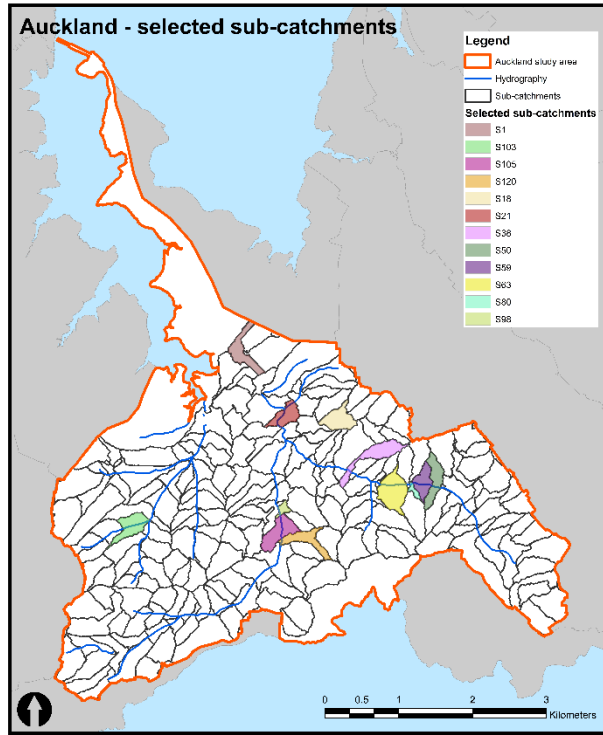 Auckland - selected sub-catchments
Legend
Auckland study area
Hydrography
Sub-catchments
Selected sub-catchments
S1
S103
S105
S120
S18
S21
S38
S50
S59
S63
S80
S98
0 0.5 1 2 3
Kilometers